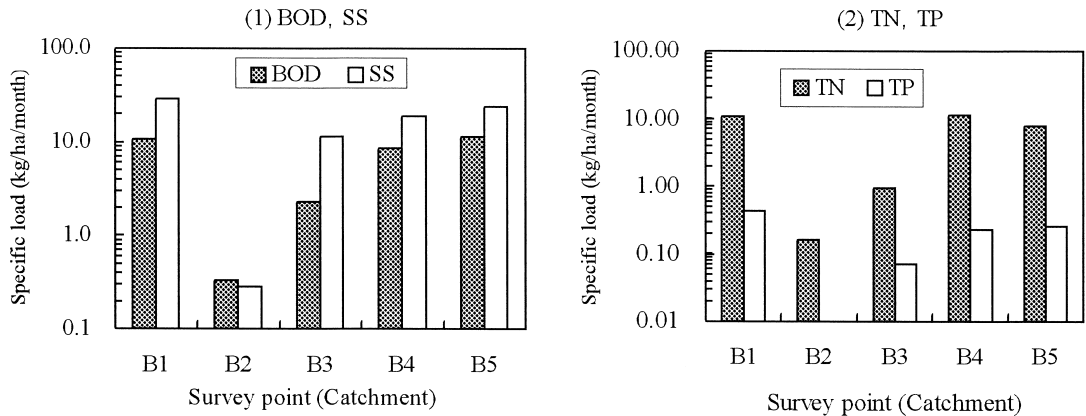 (1) BOD, SS
100.0
10.0
1.0
0.1
Specific load (kg/ha/month)
BOD SS
B1 B2 B3 B4 B5
Survey point (Catchment)
(2) TN, TP
100.00
10.00
1.00
0.10
0.01
Specific load (kg/ha/month)
TN TP
B1 B2 B3 B4 B5
Survey point (Catchment)